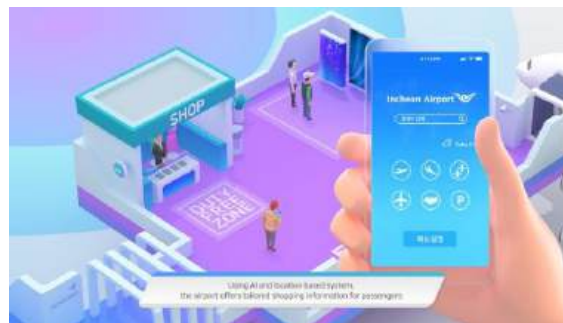 SHOP
DUTY
FREE
ZONE
Incheon Airport
P
Using AI and location-based system,
the airport offers tailored shopping information for passengers